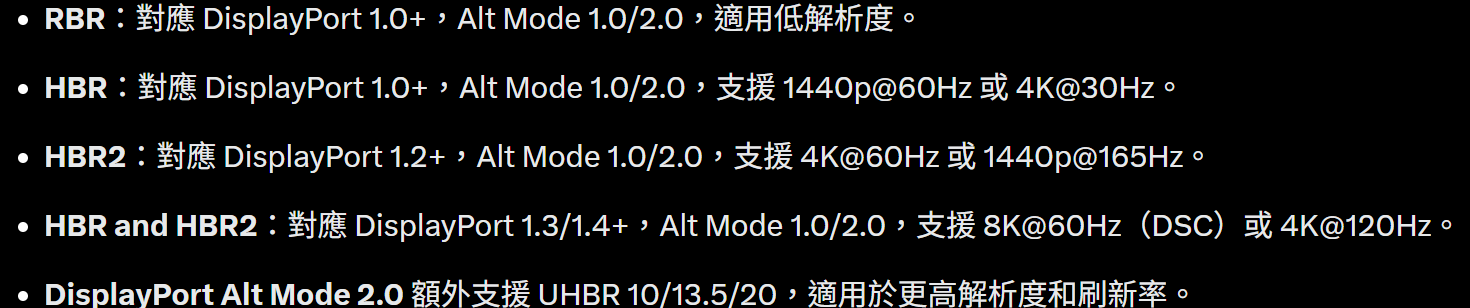 • RBR：對應 DisplayPort 1.0+，Alt Mode 1.0/2.0，適用低解析度。
• HBR：對應 DisplayPort 1.0+，Alt Mode 1.0/2.0，支援 1440p@60Hz 或 4K@30Hz。
• HBR2：對應 DisplayPort 1.2+，Alt Mode 1.0/2.0，支援 4K@60Hz 或 1440p@165Hz。
• HBR and HBR2：對應 DisplayPort 1.3/1.4+，Alt Mode 1.0/2.0，支援 8K@60Hz（DSC）或 4K@120Hz。
• DisplayPort Alt Mode 2.0 額外支援 UHBR 10/13.5/20，適用於更高解析度和刷新率。